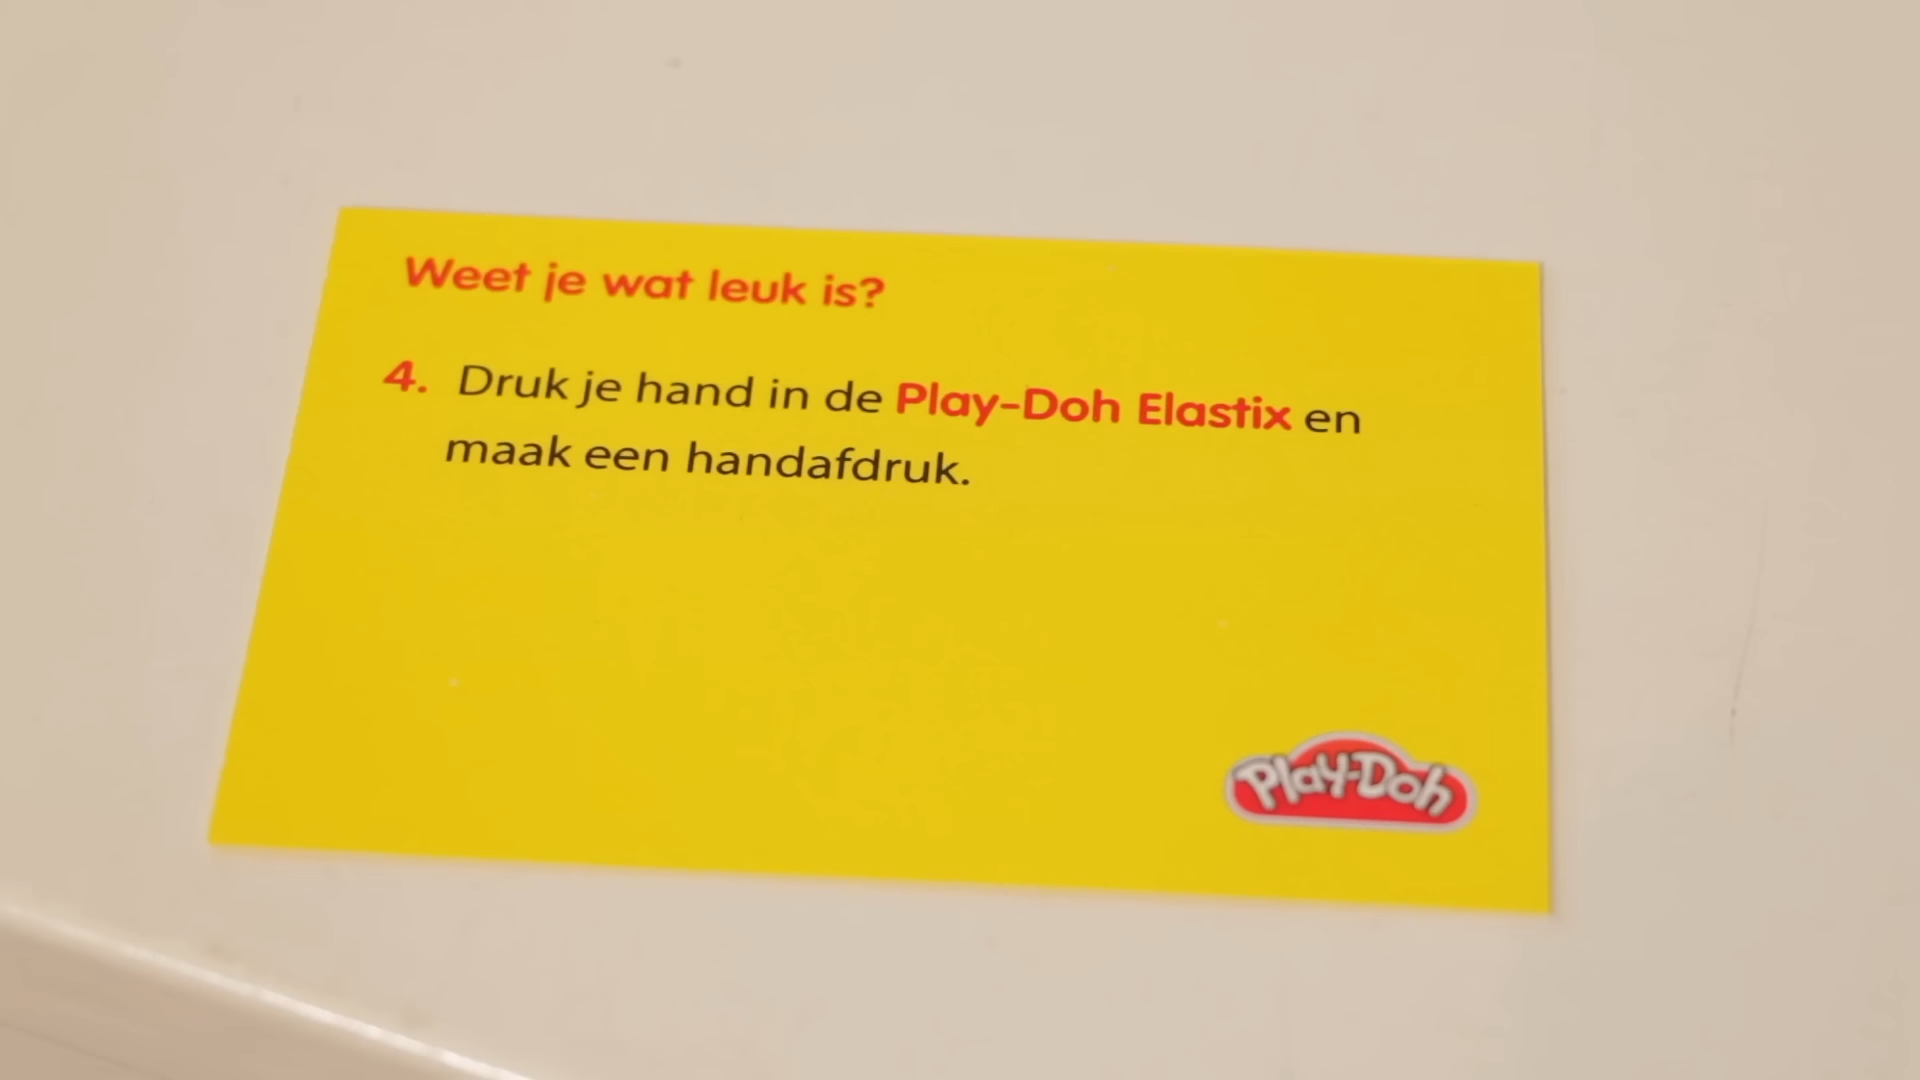 Weet je wat leuk is?
4. Druk je hand in de Play-Doh Elastix en
maak een handafdruk.
Play-Doh